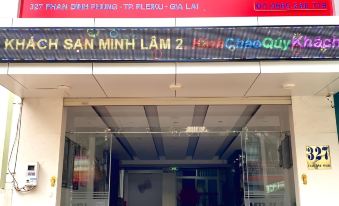 327 PHAN ĐÌNH PHÙNG - TP. PLEIKU - GIA LAI
KHÁCH SẠN MINH LÂM 2. Kính Chào Quý Khách
327